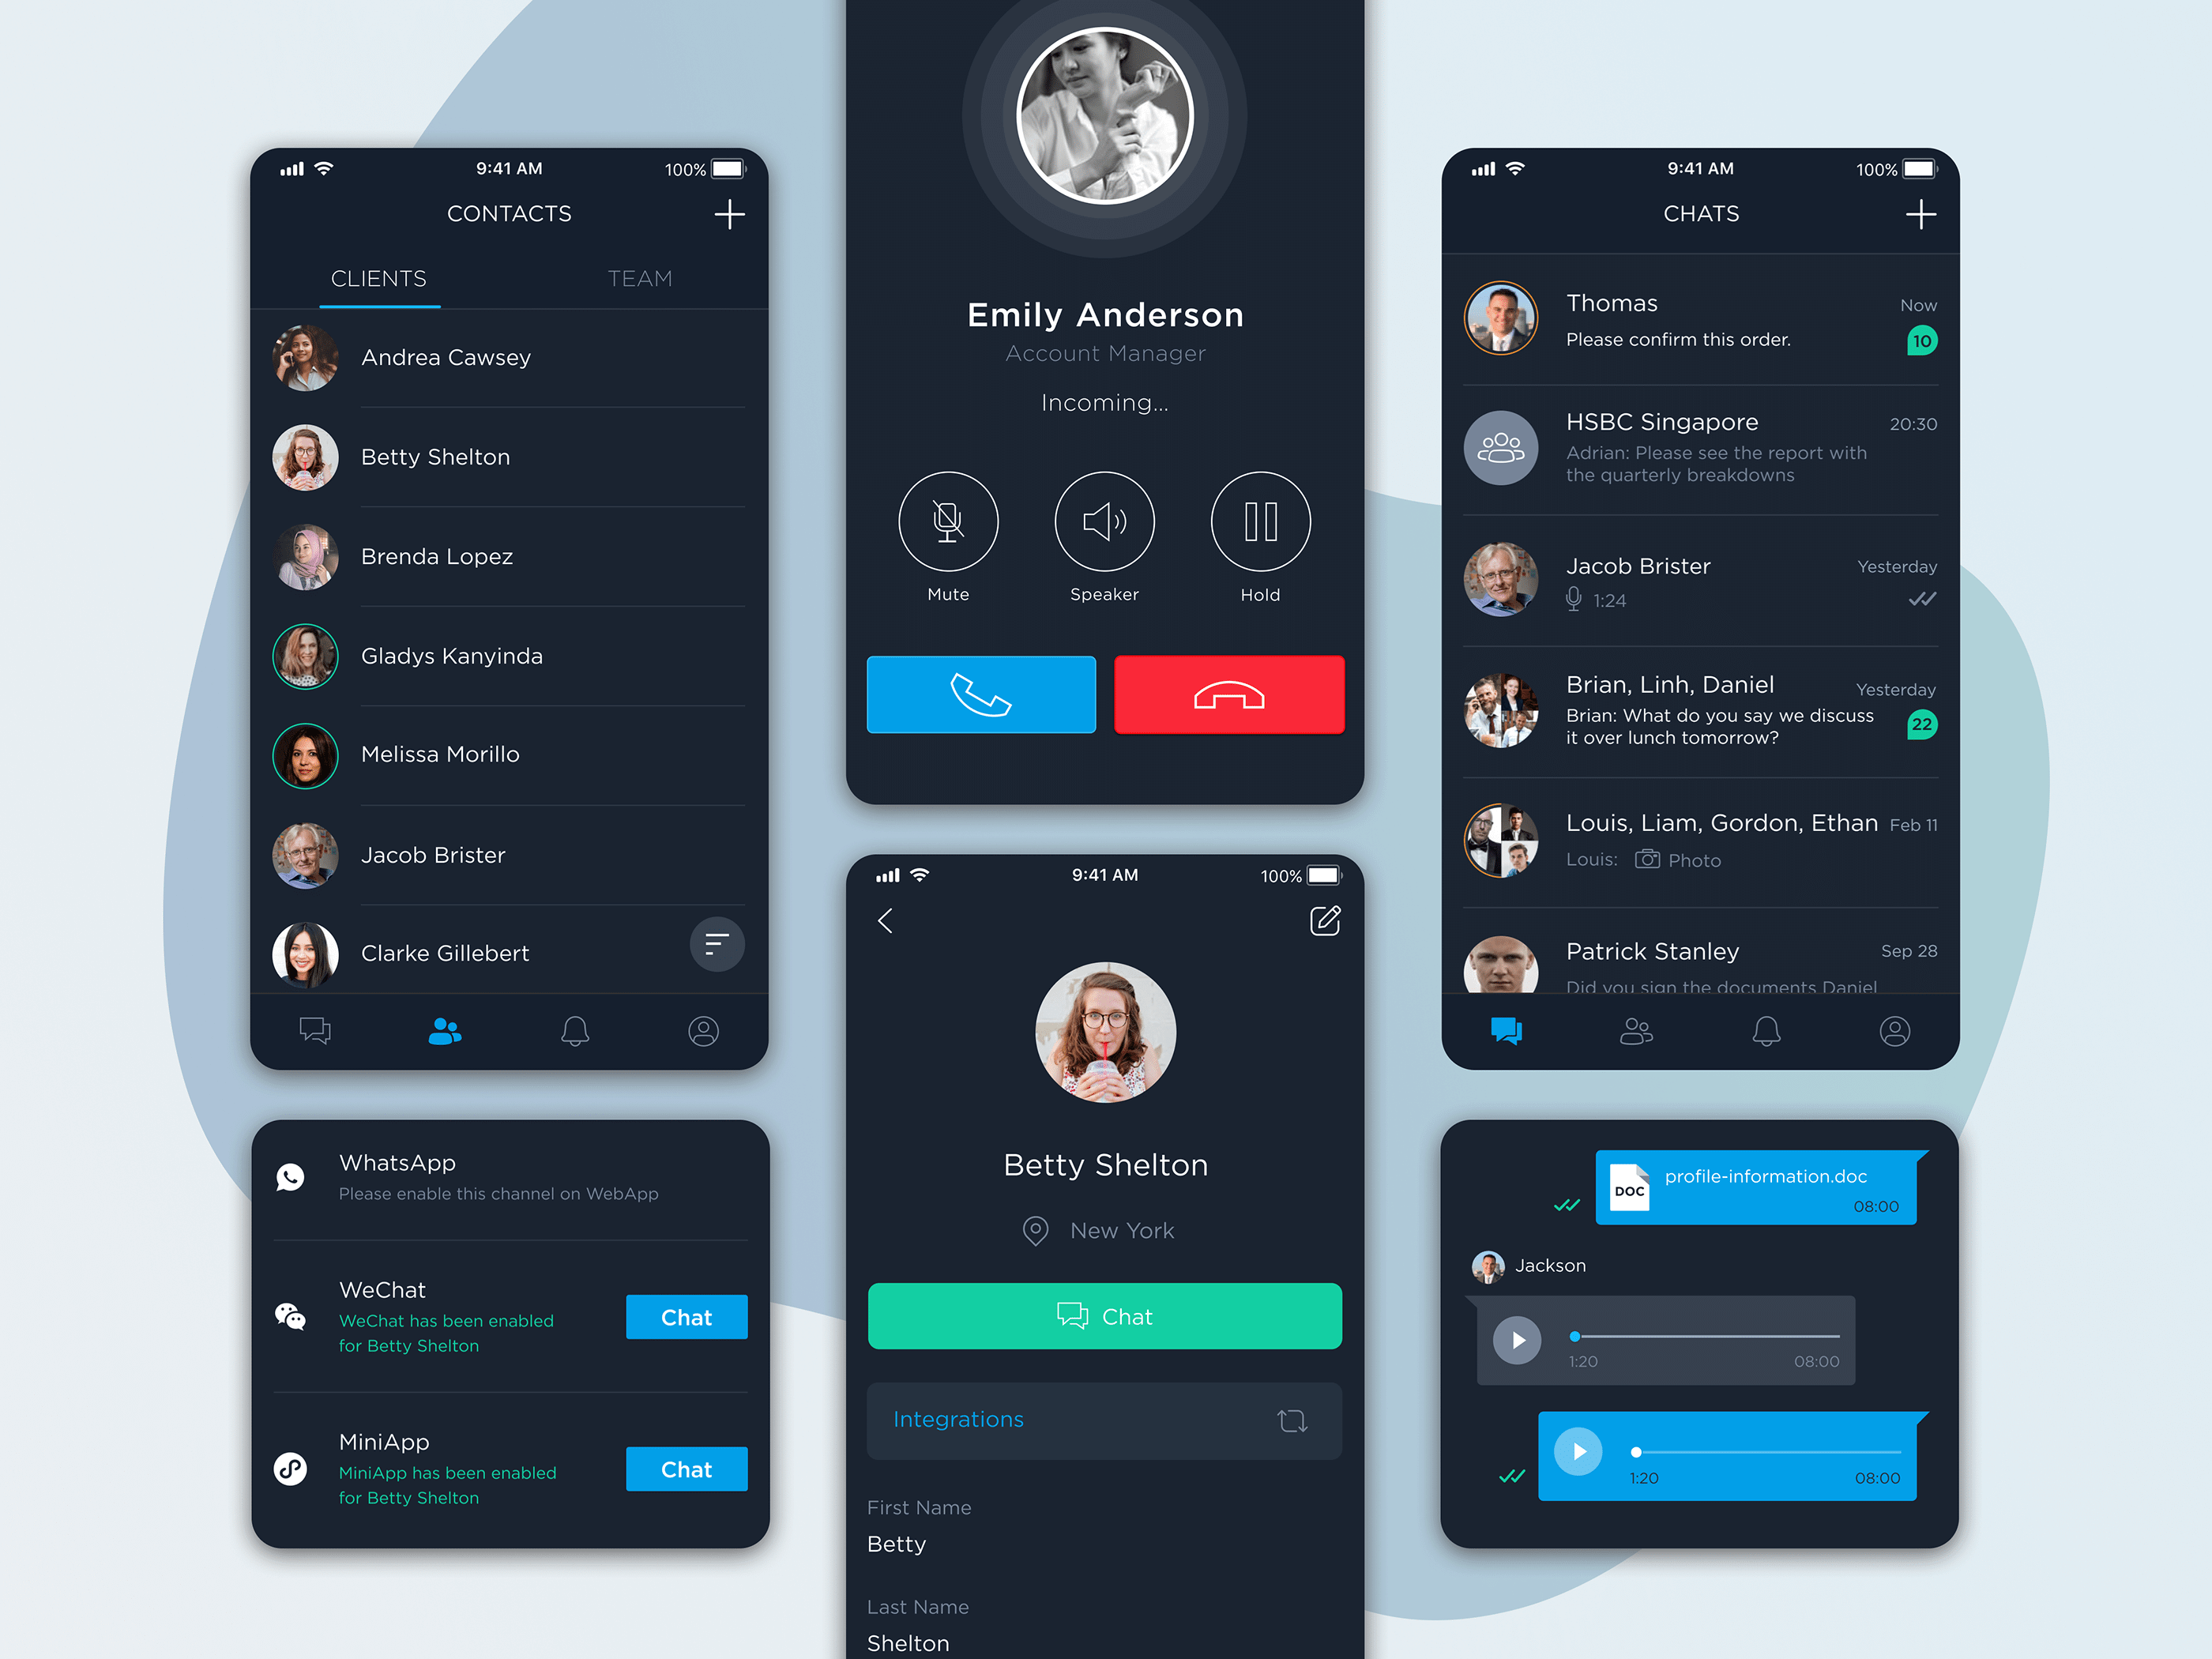 9:41 AM
100%
CONTACTS
CLIENTS
TEAM
Andrea Cawsey
Betty Shelton
Brenda Lopez
Gladys Kanyinda
Melissa Morillo
Jacob Brister
Clarke Gillebert
WhatsApp
Please enable this channel on WebApp
WeChat
WeChat has been enabled
for Betty Shelton
Chat
MiniApp
MiniApp has been enabled
for Betty Shelton
Chat
Emily Anderson
Account Manager
Incoming...
Mute
Speaker
Hold
9:41 AM
100%
Betty Shelton
New York
Chat
Integrations
First Name
Betty
Last Name
Shelton
9:41 AM
100%
CHATS
Thomas
Now
Please confirm this order.
10
HSBC Singapore
20:30
Adrian: Please see the report with
the quarterly breakdowns
Jacob Brister
Yesterday
1:24
Brian, Linh, Daniel
Yesterday
Brian: What do you say we discuss
it over lunch tomorrow?
22
Louis, Liam, Gordon, Ethan
Feb 11
Louis: Photo
Patrick Stanley
Sep 28
Did you sign the documents Daniel
DOC
profile-information.doc
08:00
Jackson
1:20
08:00
1:20
08:00